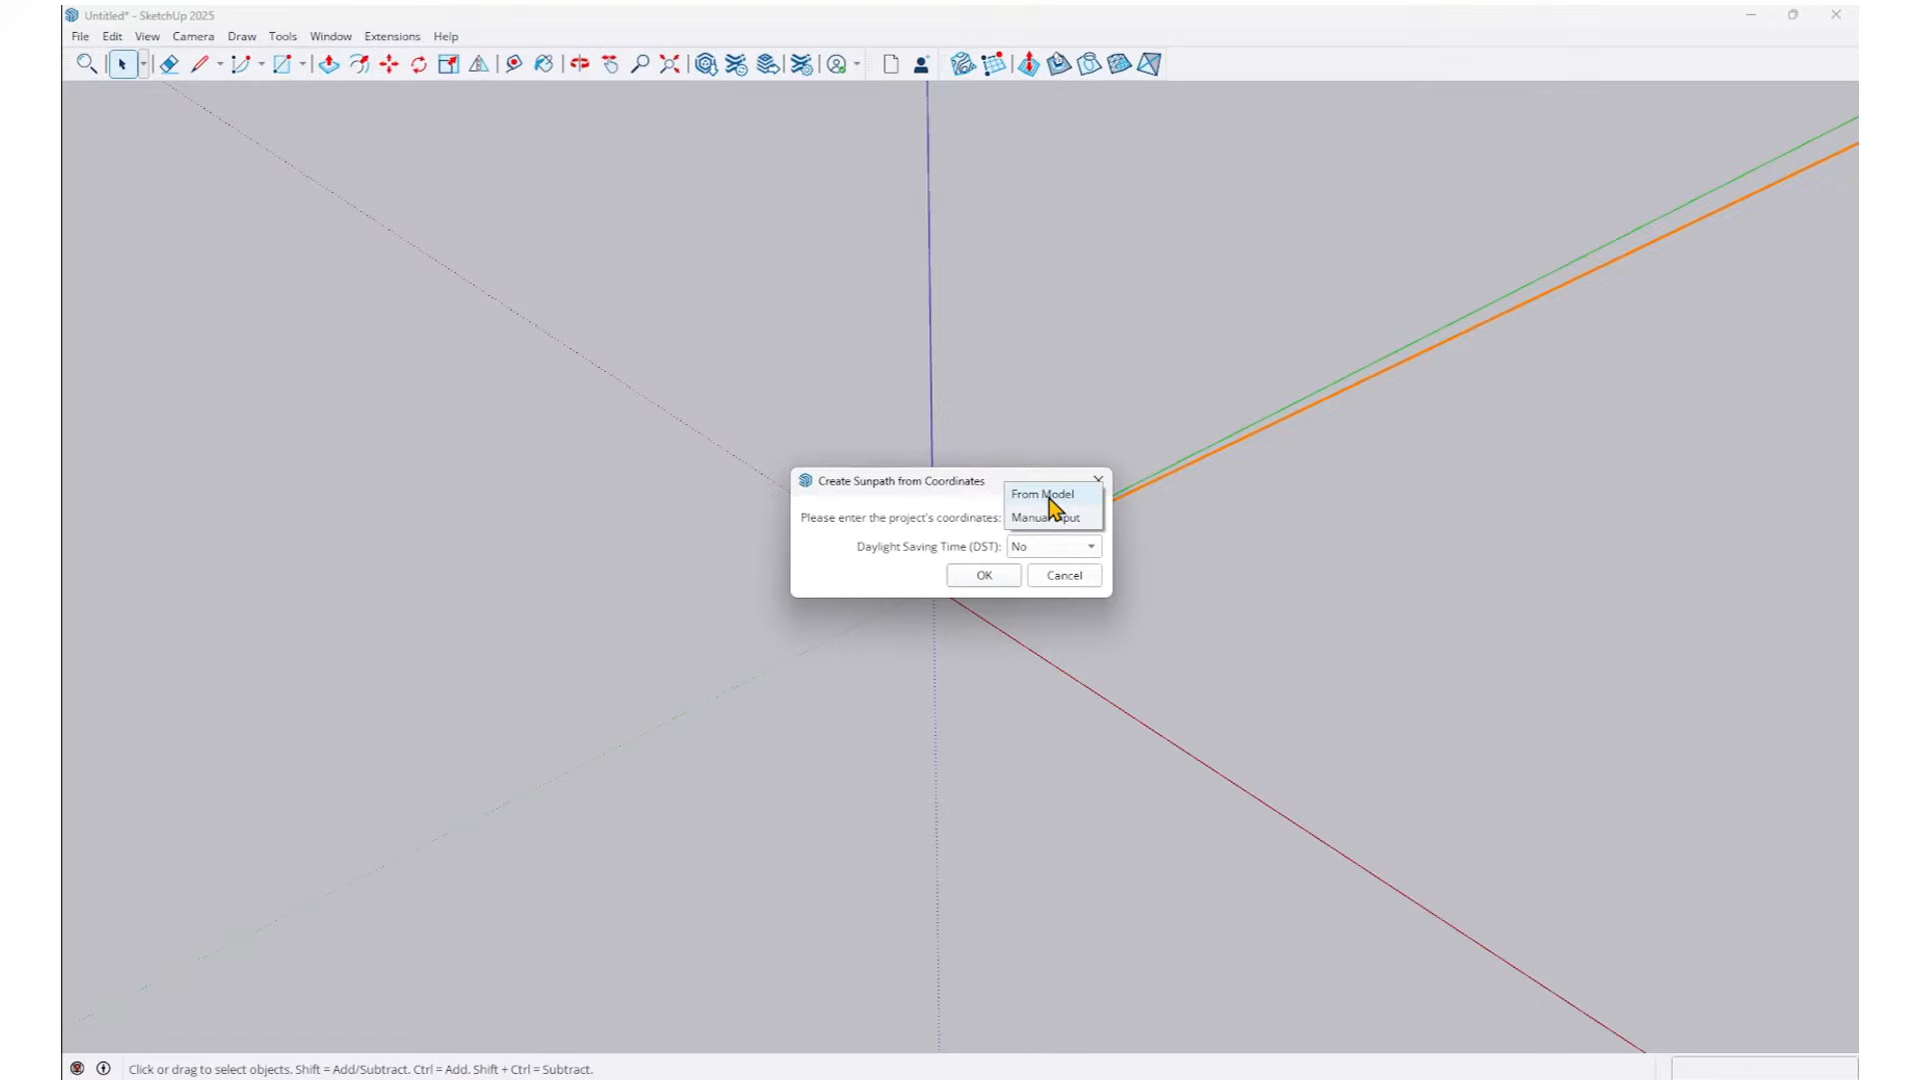 Untitled* - SketchUp 2025
File Edit View Camera Draw Tools Window Extensions Help
Create Sunpath from Coordinates
From Model
Please enter the project's coordinates:
Daylight Saving Time (DST): No
OK Cancel
Click or drag to select objects. Shift = Add/Subtract. Ctrl = Add. Shift + Ctrl = Subtract.